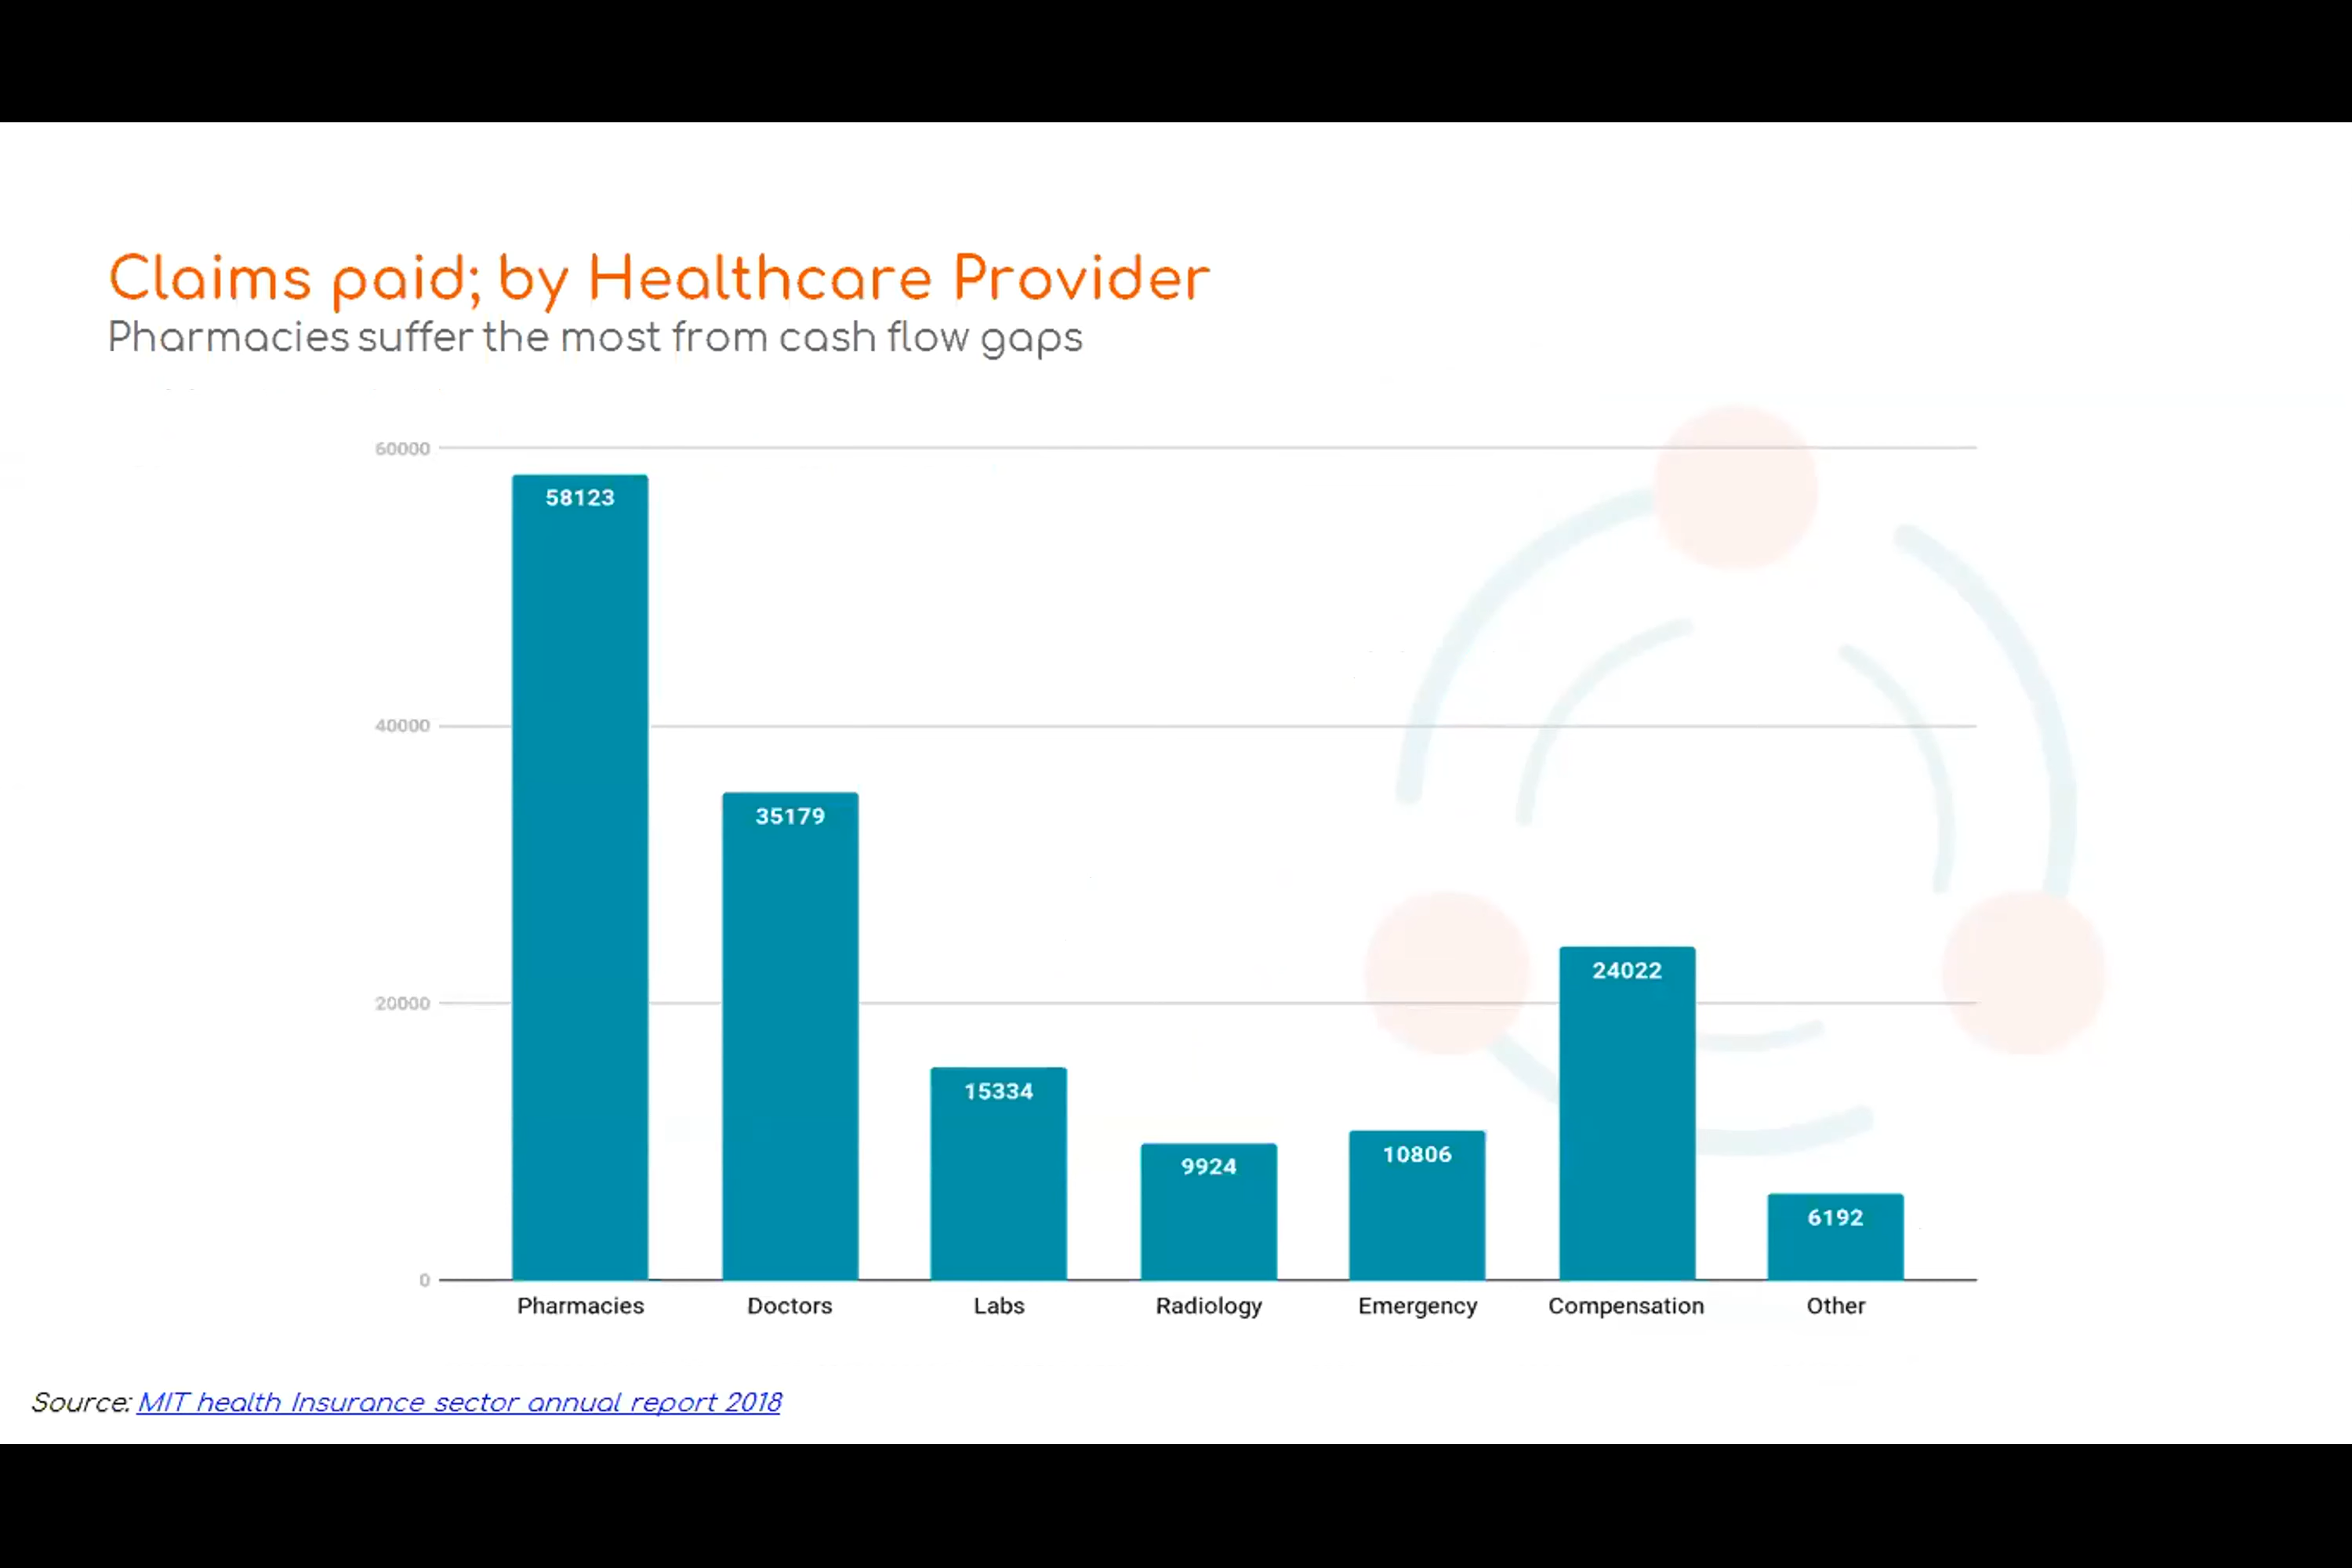 Claims paid; by Healthcare Provider
Pharmacies suffer the most from cash flow gaps
60000
58123
40000
35179
24022
20000
15334
9924
10806
6192
0
Pharmacies Doctors Labs Radiology Emergency Compensation Other
Source: MIT health Insurance sector annual report 2018